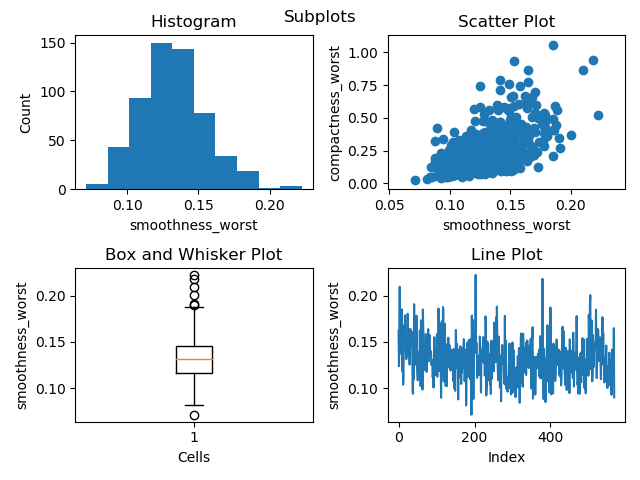 Subplots
Histogram
150
100
50
0
Count
0.10 0.15 0.20
smoothness_worst
Scatter Plot
1.00
0.75
0.50
0.25
0.00
compactness_worst
0.05 0.10 0.15 0.20
smoothness_worst
Box and Whisker Plot
0.20
0.15
0.10
smoothness_worst
1
Cells
Line Plot
0.20
0.15
0.10
smoothness_worst
0 200 400
Index